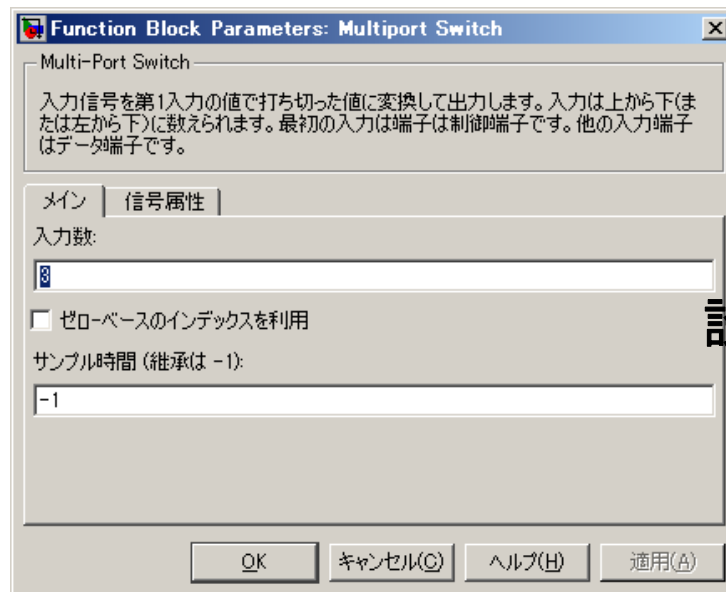 Function Block Parameters: Multiport Switch
Multi-Port Switch
入力信号を第1入力の値で打ち切った値に変換して出力します。入力は上から下(ま
たは左から下)に数えられます。最初の入力は端子は制御端子です。他の入力端子
はデータ端子です。
メイン 信号属性
入力数:
3
ゼローベースのインデックスを利用
サンプル時間 (継承は -1):
-1
OK キャンセル(C) ヘルプ(H) 適用(A)